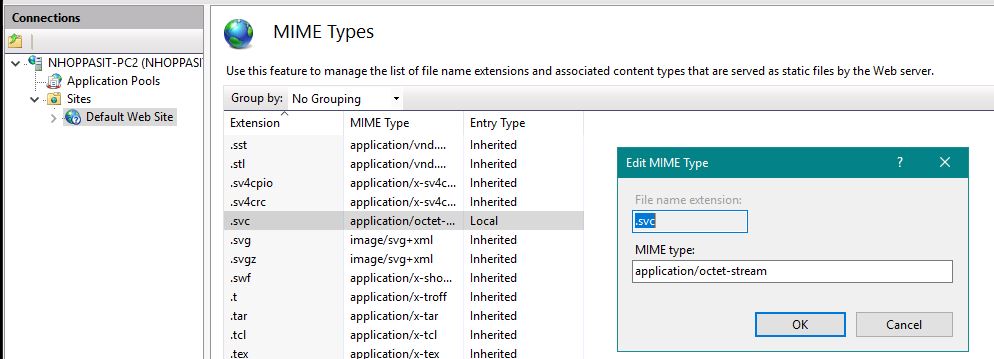 Connections
NHOPPASIT-PC2 (NHOPPASIT
Application Pools
Sites
Default Web Site
MIME Types
Use this feature to manage the list of file name extensions and associated content types that are served as static files by the Web server.
Group by: No Grouping
Extension MIME Type Entry Type
.sst application/vnd.... Inherited
.stl application/vnd.... Inherited
.sv4cpio application/x-sv4c... Inherited
.sv4crc application/x-sv4c... Inherited
.svc application/octet-... Local
.svg image/svg+xml Inherited
.svgz image/svg+xml Inherited
.swf application/x-sho... Inherited
.t application/x-troff Inherited
.tar application/x-tar Inherited
.tcl application/x-tcl Inherited
.tex application/x-tex Inherited
Edit MIME Type ?
File name extension:
.svc
MIME type:
application/octet-stream
OK Cancel